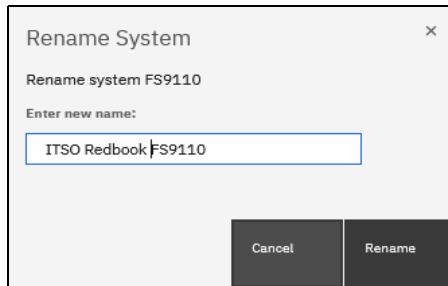 Rename System
×
Rename system FS9110
Enter new name:
ITSO Redbook FS9110
Cancel
Rename